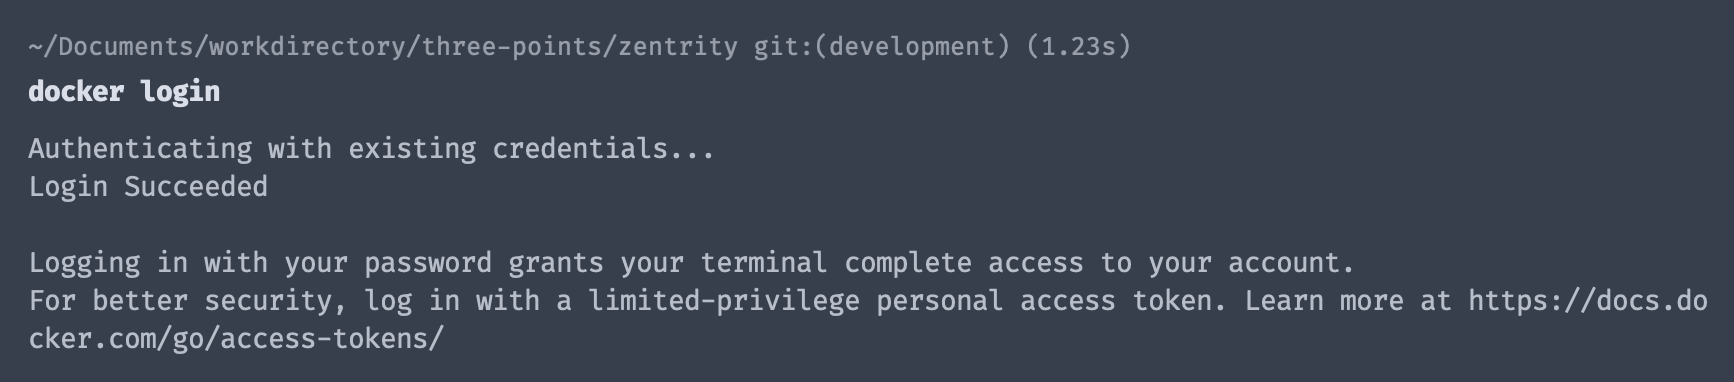 ~/Documents/workdirectory/three-points/zentrity git:(development) (1.23s)
docker login
Authenticating with existing credentials...
Login Succeeded
Logging in with your password grants your terminal complete access to your account.
For better security, log in with a limited-privilege personal access token. Learn more at https://docs.do
cker.com/go/access-tokens/